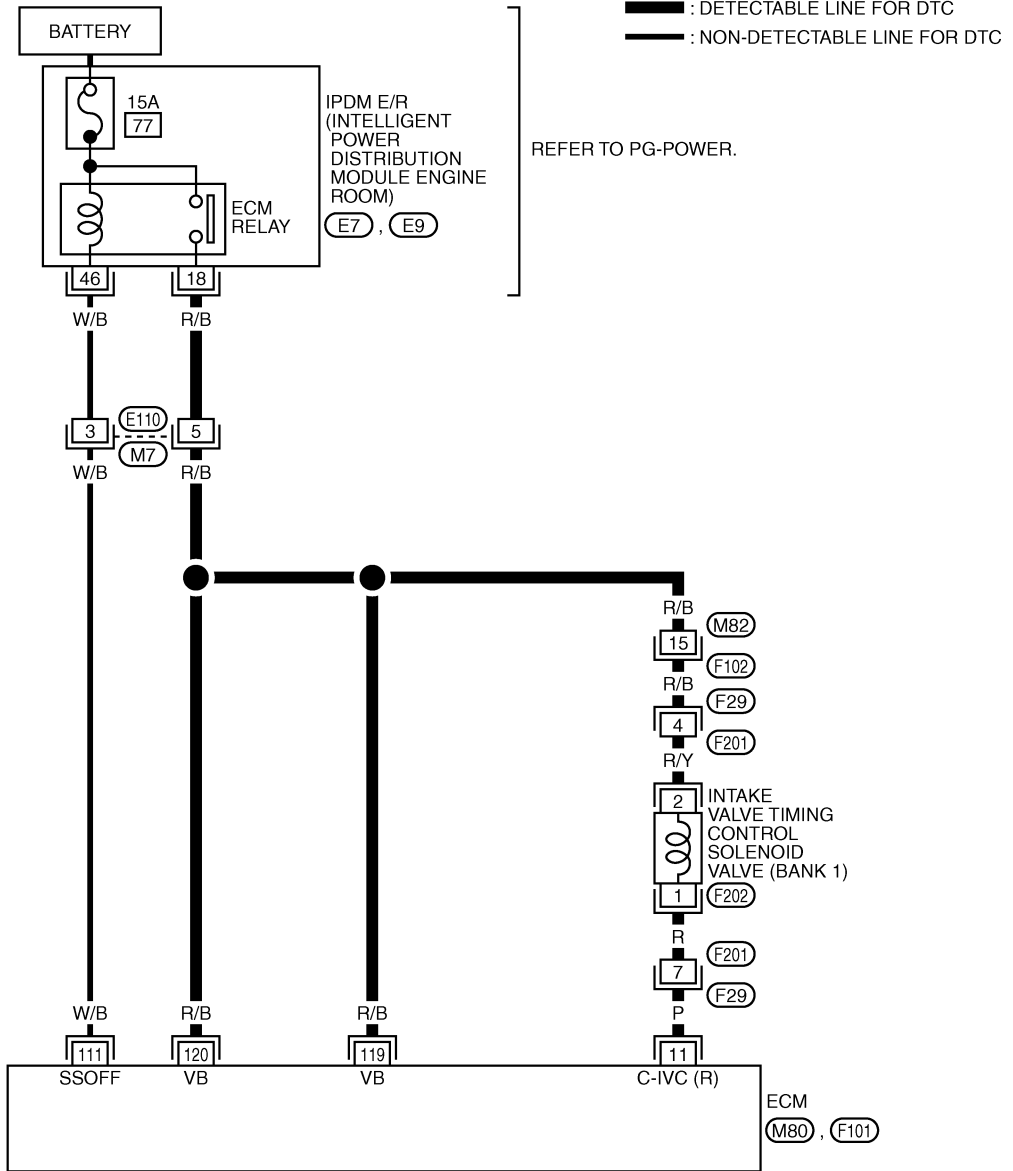 : DETECTABLE LINE FOR DTC
: NON-DETECTABLE LINE FOR DTC
BATTERY
15A
77
IPDM E/R
(INTELLIGENT
POWER
DISTRIBUTION
MODULE ENGINE
ROOM)
E7 , E9
REFER TO PG-POWER.
ECM
RELAY
46 18
W/B R/B
3 E110 5
M7
W/B R/B
R/B
15 M82
F102
R/B
F29
4
F201
R/Y
2
INTAKE
VALVE TIMING
CONTROL
SOLENOID
VALVE (BANK 1)
1 F202
R
F201
7
F29
W/B R/B R/B P
111 120 119 11
SSOFF VB VB C-IVC (R)
ECM
M80 , F101